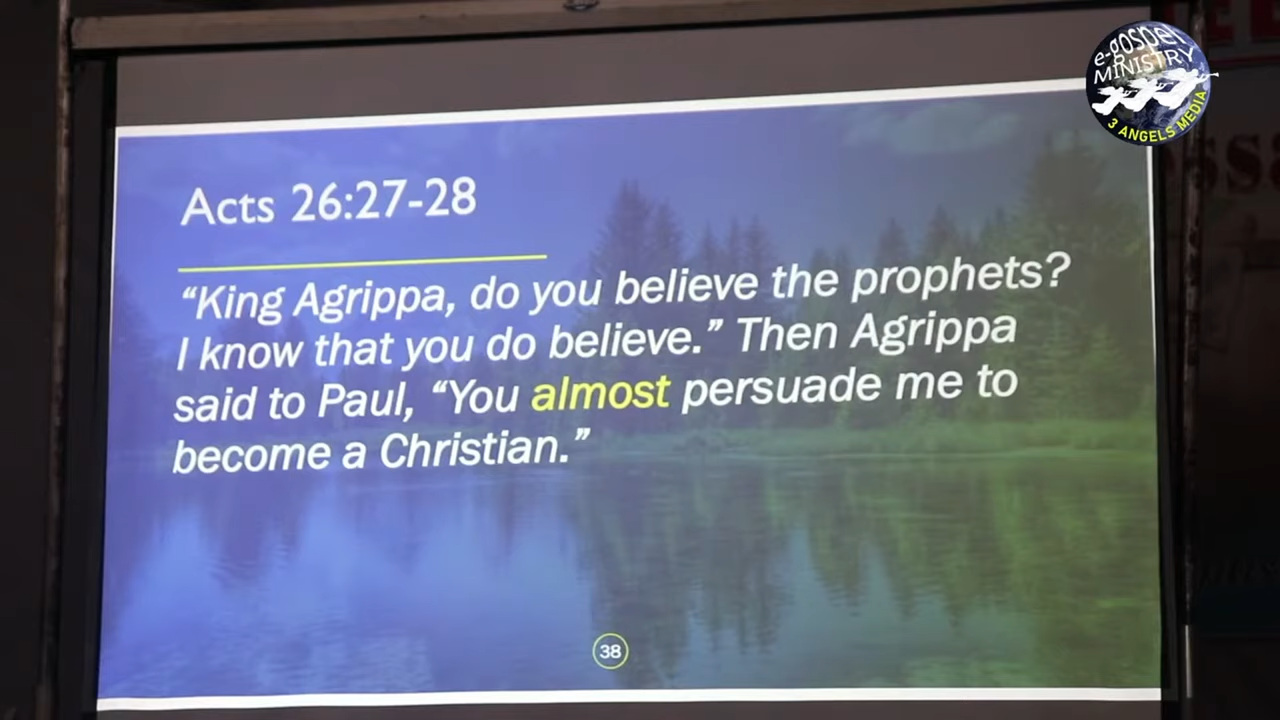 e-gospel
MINISTRY
3 ANGELS MEDIA
Acts 26:27-28
“King Agrippa, do you believe the prophets?
I know that you do believe.” Then Agrippa
said to Paul, “You almost persuade me to
become a Christian.”
38